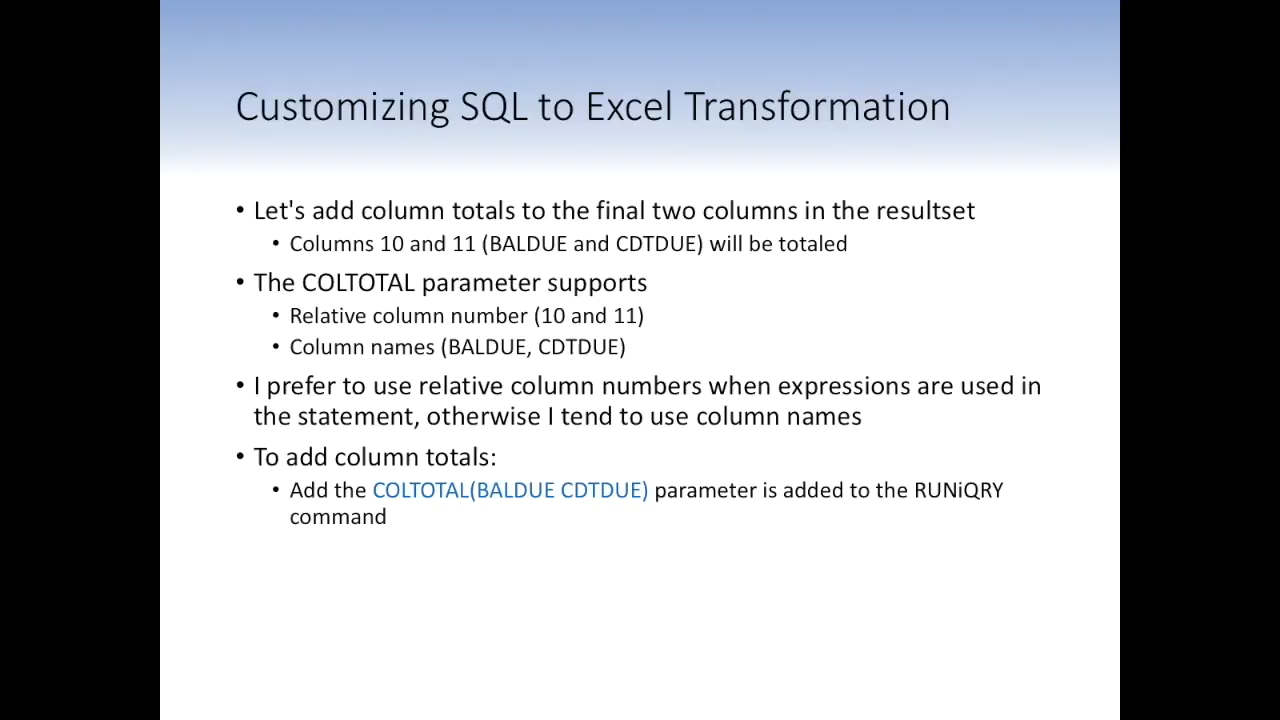 Customizing SQL to Excel Transformation
• Let's add column totals to the final two columns in the resultset
• Columns 10 and 11 (BALDUE and CDTDUE) will be totaled
• The COLTOTAL parameter supports
• Relative column number (10 and 11)
• Column names (BALDUE, CDTDUE)
• I prefer to use relative column numbers when expressions are used in
the statement, otherwise I tend to use column names
• To add column totals:
• Add the COLTOTAL(BALDUE CDTDUE) parameter is added to the RUNiQRY
command